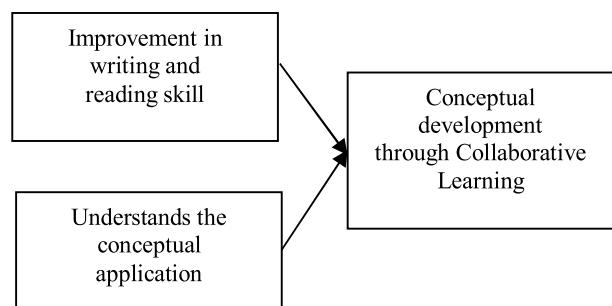 Improvement in
writing and
reading skill
Conceptual
development
through Collaborative
Learning
Understands the
conceptual
application